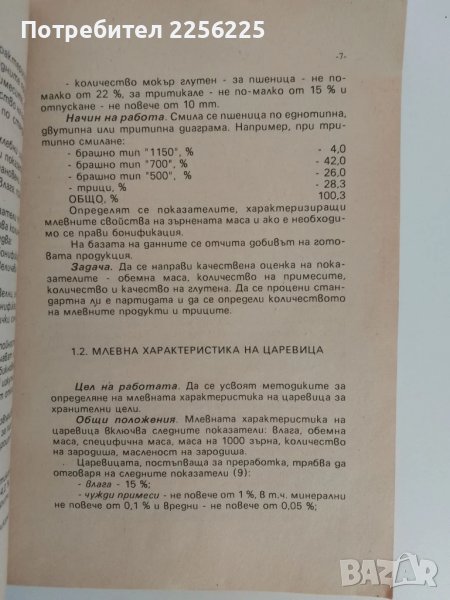 Потребител 2256225
-7-
- количество мокър глутен - за пшеница - не по-
малко от 22 %, за тритикале - не по-малко от 15 % и
отпускане - не повече от 10 mm.
Начин на работа. Смила се пшеница по еднотипна,
двутипна или тритипна диаграма. Например, при три-
типно смилане:
- брашно тип "1150", % - 4,0
- брашно тип "700", % - 42,0
- брашно тип "500", % - 26,0
- трици, % - 28,3
ОБЩО, % 100,3
Определят се показателите, характеризиращи
млевните свойства на зърнената маса и ако е необходи-
мо се прави бонификация.
На базата на данните се отчита добивът на гото-
вата продукция.
Задача. Да се направи качествена оценка на пока-
зателите - обемна маса, количество на примесите,
количество и качество на глутена. Да се процени стан-
дартна ли е партидата и да се определи количеството
на млевните продукти и триците.
1.2. МЛЕВНА ХАРАКТЕРИСТИКА НА ЦАРЕВИЦА
Цел на работата. Да се усвоят методиките за
определяне на млевната характеристика на царевица за
хранителни цели.
Общи положения. Млевната характеристика на
царевица включва следните показатели: влага, обемна
маса, специфична маса, маса на 1000 зърна, количество
на зародиша, масленост на зародиша.
Царевицата, постъпваща за преработка, трябва да
отговаря на следните показатели (9):
- влага - 15 %;
- чужди примеси - не повече от 1 %, в т.ч. минерални
не повече от 0,1 % и вредни - не повече от 0,05 %;
BAZAR